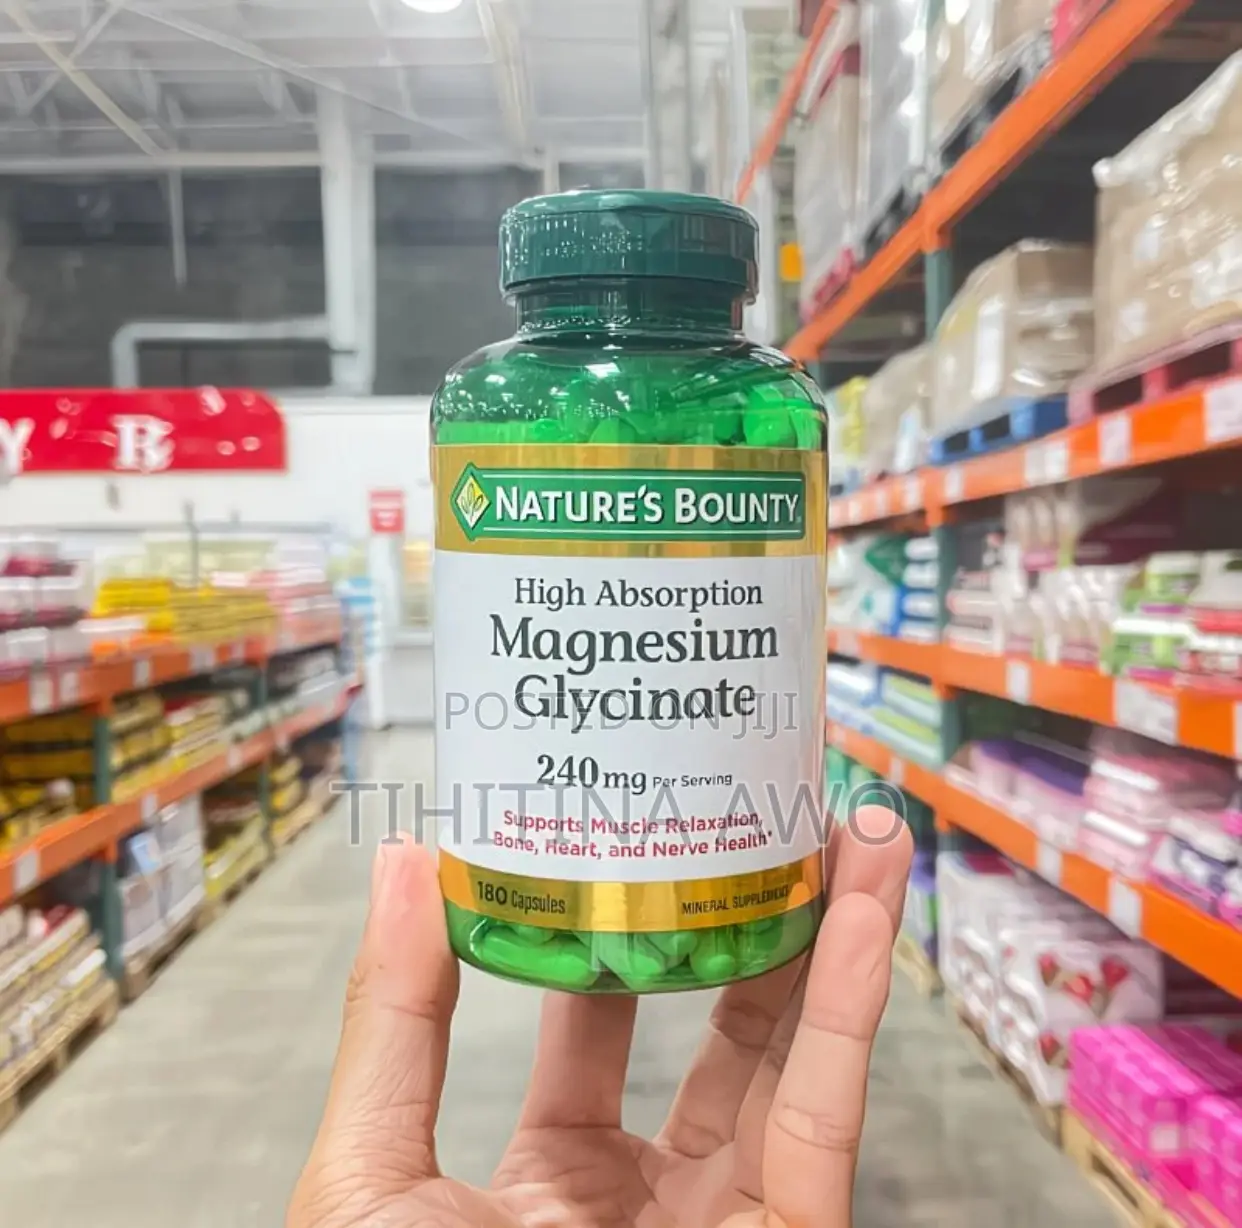 NATURE'S BOUNTY
High Absorption
Magnesium
Glycinate
POSTED ON JIJI
240mg Per Serving
TIHITINA AWO
Supports Muscle Relaxation,
Bone, Heart, and Nerve Health*
180 Capsules MINERAL SUPPLEMENT